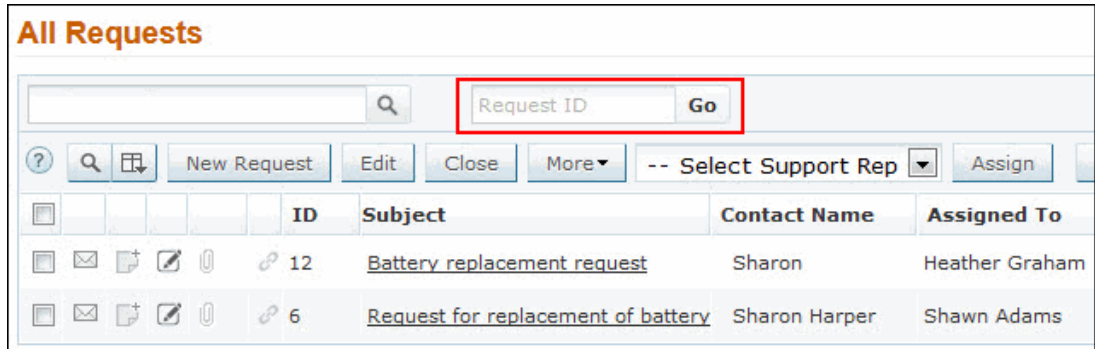 All Requests
Request ID Go
? New Request Edit Close More -- Select Support Rep Assign
ID Subject Contact Name Assigned To
12 Battery replacement request Sharon Heather Graham
6 Request for replacement of battery Sharon Harper Shawn Adams